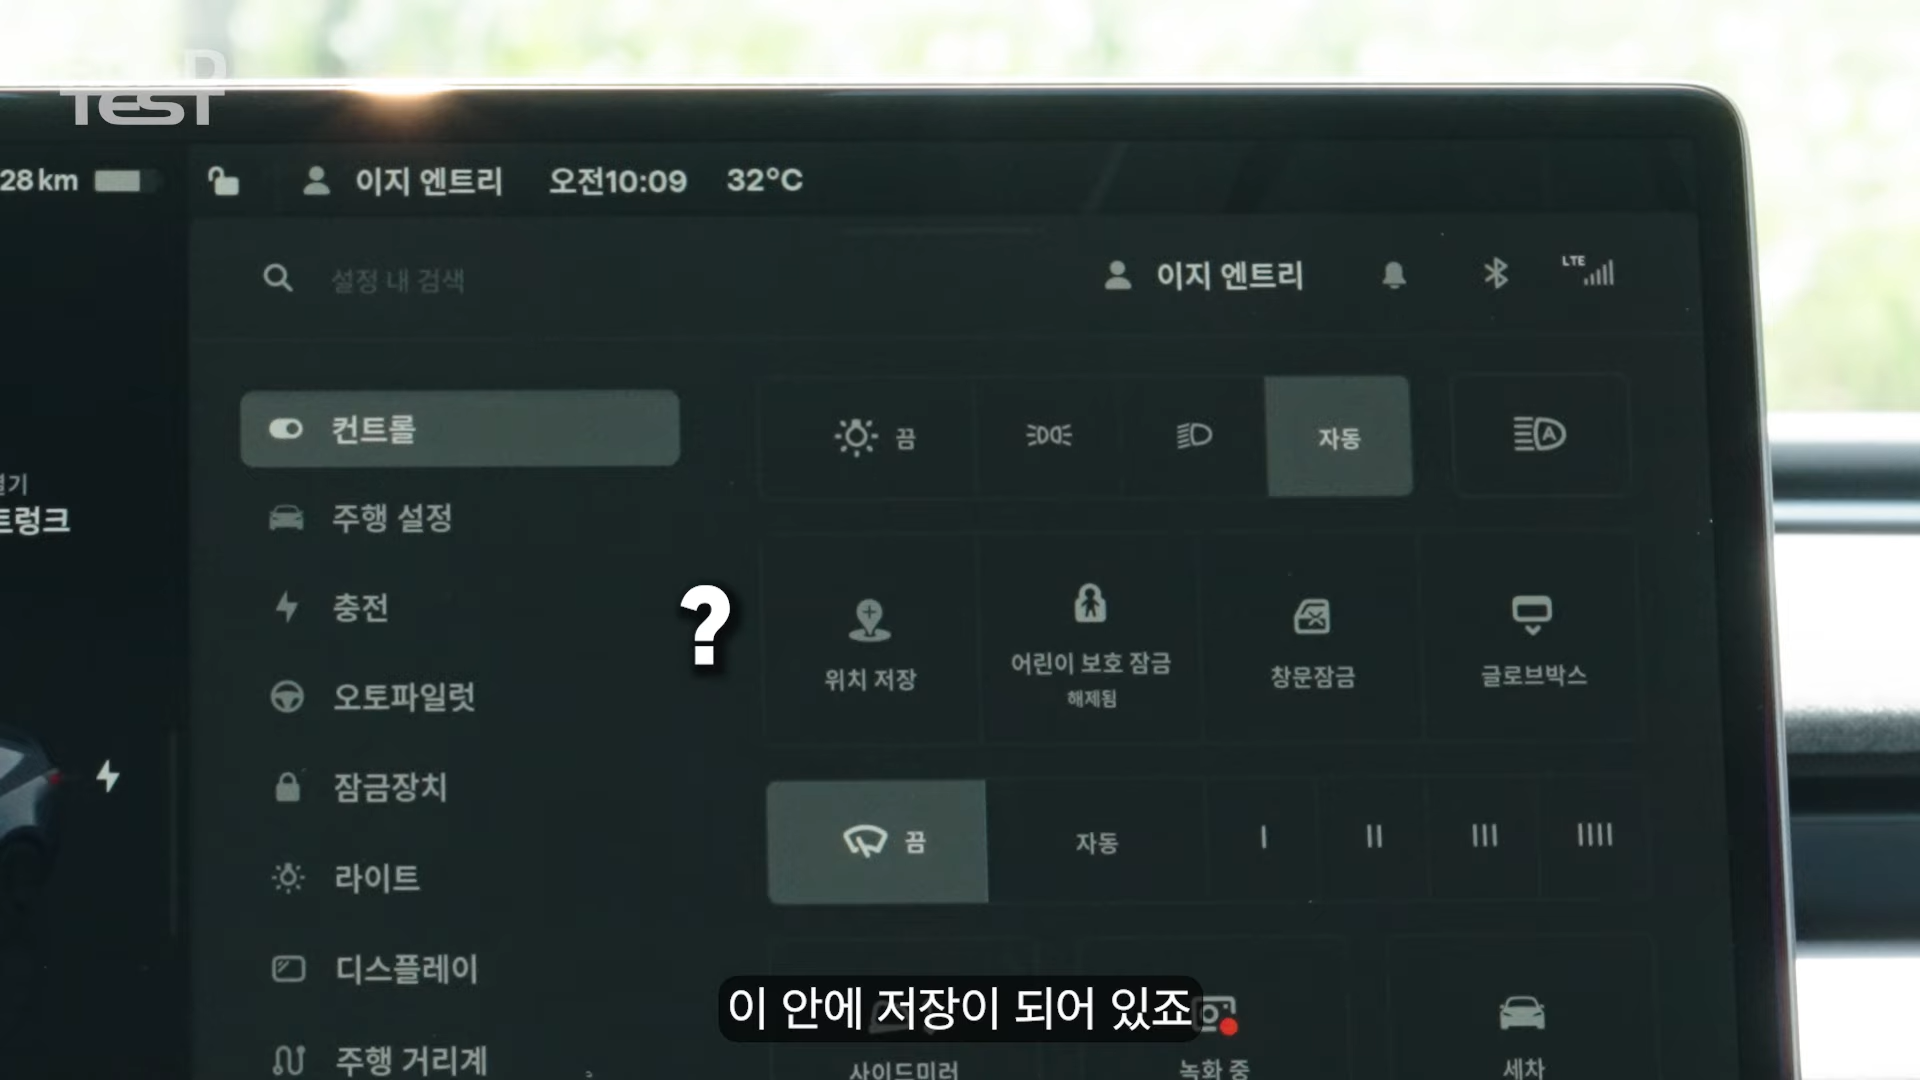 TEST
28 km
이지 엔트리
오전10:09
32°C
설정 내 검색
이지 엔트리
LTE
컨트롤
끔
자동
A
주행 설정
트렁크
충전
?
위치 저장
어린이 보호 잠금
해제됨
창문잠금
글로브박스
오토파일럿
잠금장치
끔
자동
I
II
III
IIII
라이트
디스플레이
이 안에 저장이 되어 있죠
주행 거리계
사이드미러
녹화 중
세차